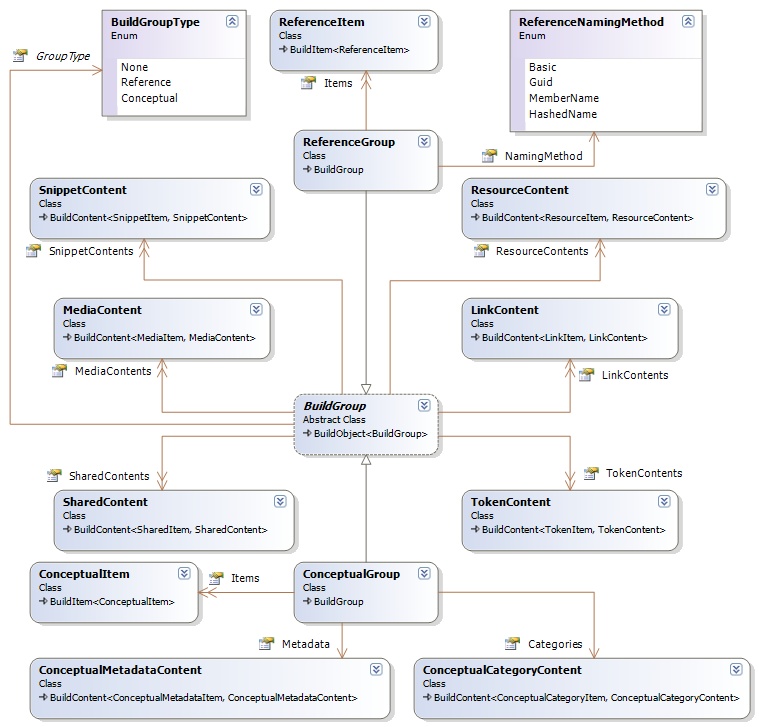 BuildGroupType
Enum
None
Reference
Conceptual
GroupType
ReferenceItem
Class
BuildItem<ReferenceItem>
Items
ReferenceNamingMethod
Enum
Basic
Guid
MemberName
HashedName
ReferenceGroup
Class
BuildGroup
NamingMethod
SnippetContent
Class
BuildContent<SnippetItem, SnippetContent>
SnippetContents
ResourceContent
Class
BuildContent<ResourceItem, ResourceContent>
ResourceContents
MediaContent
Class
BuildContent<MediaItem, MediaContent>
MediaContents
LinkContent
Class
BuildContent<LinkItem, LinkContent>
LinkContents
BuildGroup
Abstract Class
BuildObject<BuildGroup>
SharedContents
SharedContent
Class
BuildContent<SharedItem, SharedContent>
TokenContents
TokenContent
Class
BuildContent<TokenItem, TokenContent>
ConceptualItem
Class
BuildItem<ConceptualItem>
Items
ConceptualGroup
Class
BuildGroup
Metadata
Categories
ConceptualMetadataContent
Class
BuildContent<ConceptualMetadataItem, ConceptualMetadataContent>
ConceptualCategoryContent
Class
BuildContent<ConceptualCategoryItem, ConceptualCategoryContent>